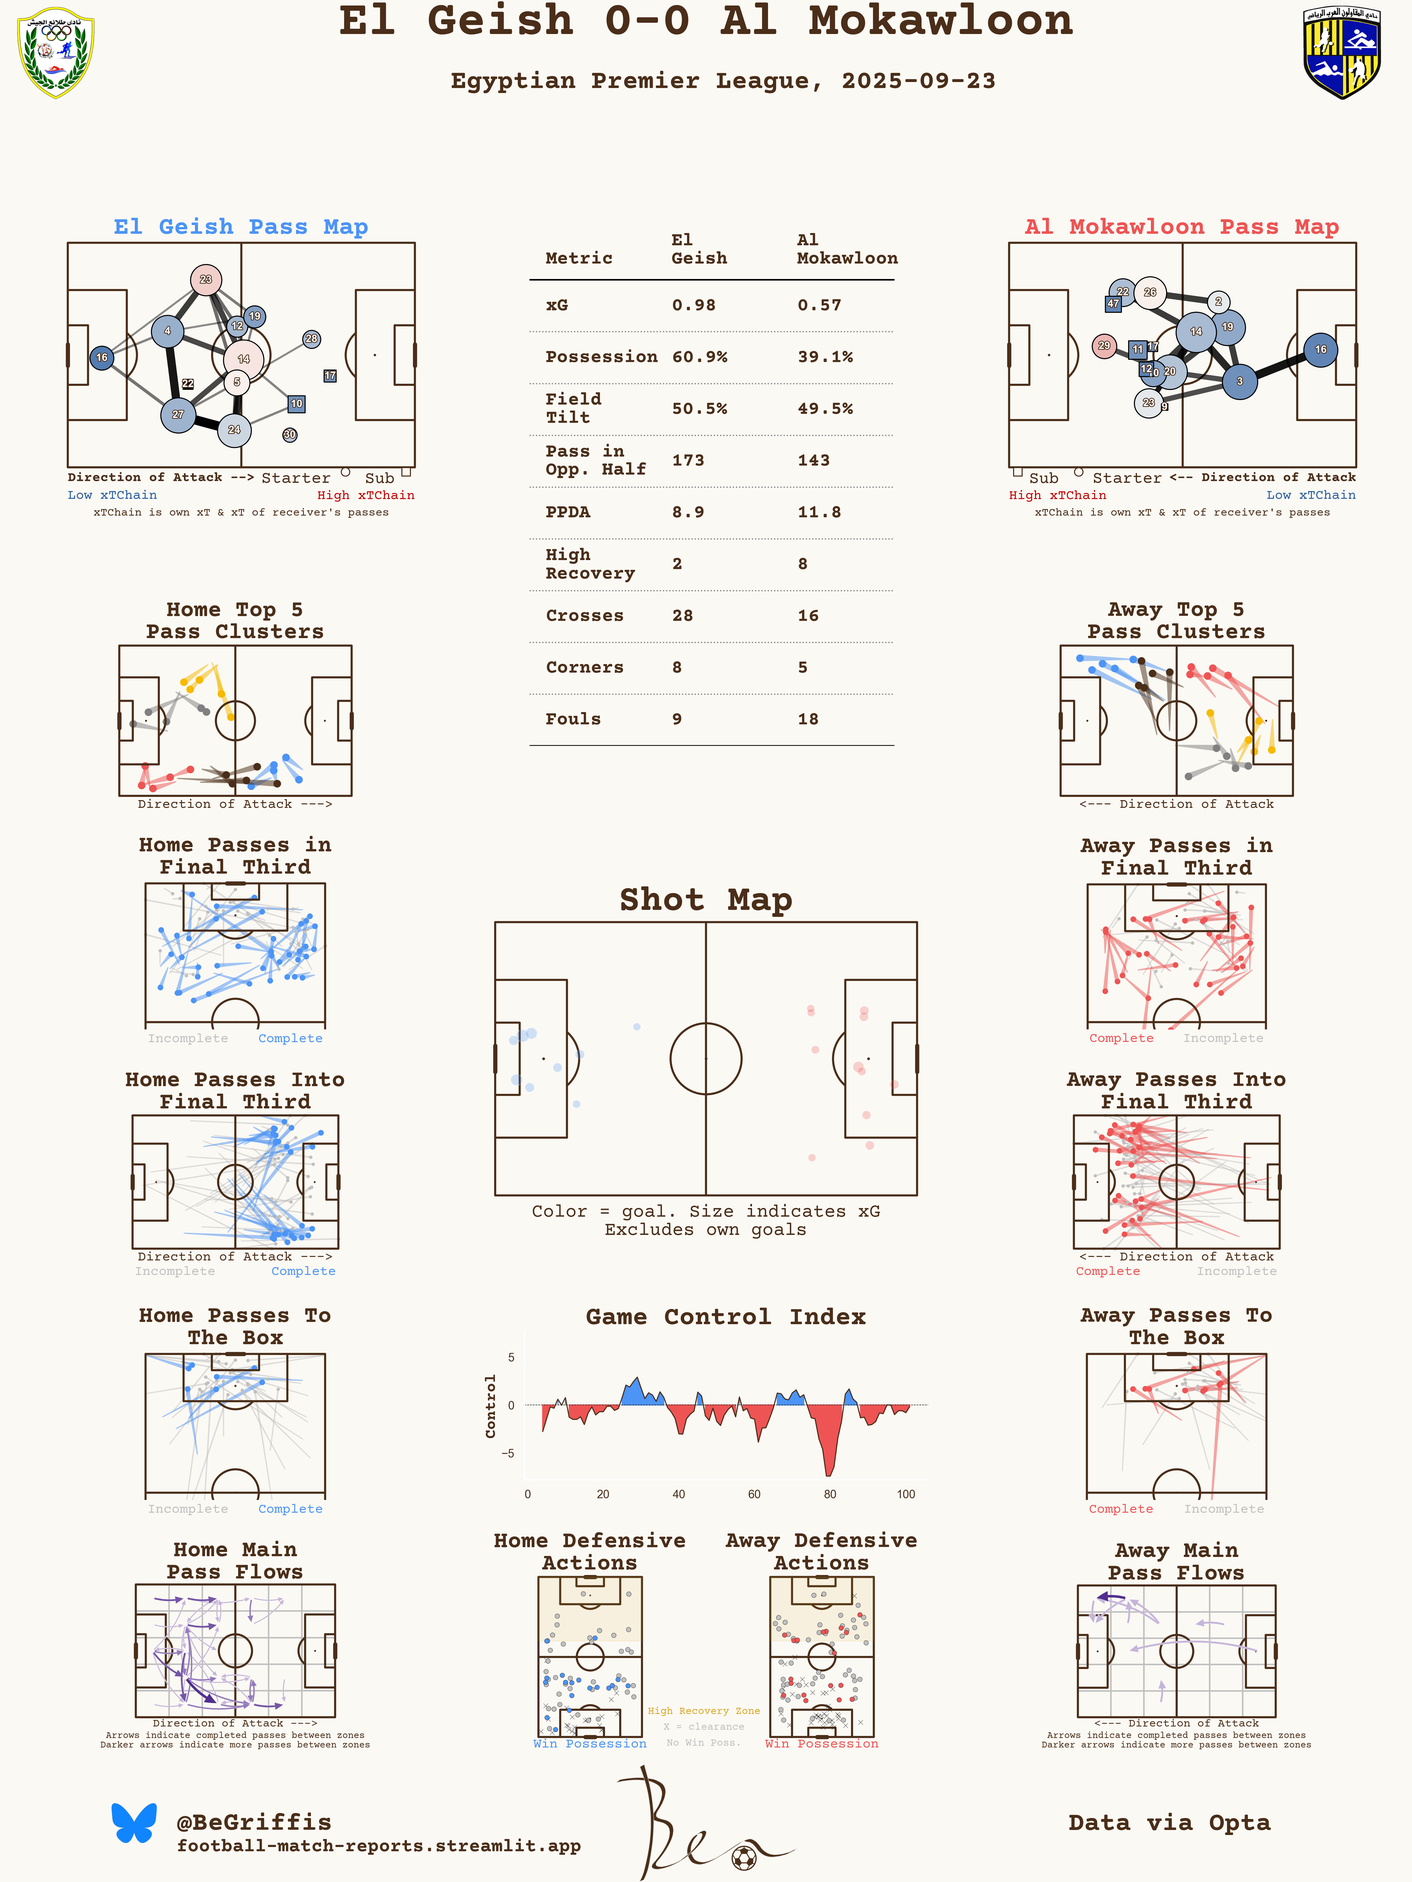 El Geish 0-0 Al Mokawloon
Egyptian Premier League, 2025-09-23
El Geish Pass Map
23
19
12
4
28
14
16
17
22
5
10
27
24
30
Direction of Attack --> Starter Sub
Low xTChain High xTChain
xTChain is own xT & xT of receiver's passes
Metric El Geish Al Mokawloon
xG 0.98 0.57
Possession 60.9% 39.1%
Field Tilt 50.5% 49.5%
Pass in Opp. Half 173 143
PPDA 8.9 11.8
High Recovery 2 8
Crosses 28 16
Corners 8 5
Fouls 9 18
Al Mokawloon Pass Map
22
26
47
2
14
19
29
11
17
16
12
10
20
3
23
9
Sub Starter <-- Direction of Attack
High xTChain Low xTChain
xTChain is own xT & xT of receiver's passes
Home Top 5
Pass Clusters
Direction of Attack --->
Away Top 5
Pass Clusters
<--- Direction of Attack
Home Passes in
Final Third
Incomplete Complete
Shot Map
Color = goal. Size indicates xG
Excludes own goals
Away Passes in
Final Third
Complete Incomplete
Home Passes Into
Final Third
Direction of Attack --->
Incomplete Complete
Away Passes Into
Final Third
<--- Direction of Attack
Complete Incomplete
Home Passes To
The Box
Incomplete Complete
Game Control Index
Control
5
0
−5
0 20 40 60 80 100
Away Passes To
The Box
Complete Incomplete
Home Main
Pass Flows
Direction of Attack --->
Arrows indicate completed passes between zones
Darker arrows indicate more passes between zones
Home Defensive
Actions
Win Possession
High Recovery Zone
X = clearance
No Win Poss.
Away Defensive
Actions
Win Possession
Away Main
Pass Flows
<--- Direction of Attack
Arrows indicate completed passes between zones
Darker arrows indicate more passes between zones
@BeGriffis
football-match-reports.streamlit.app
Ben
Data via Opta